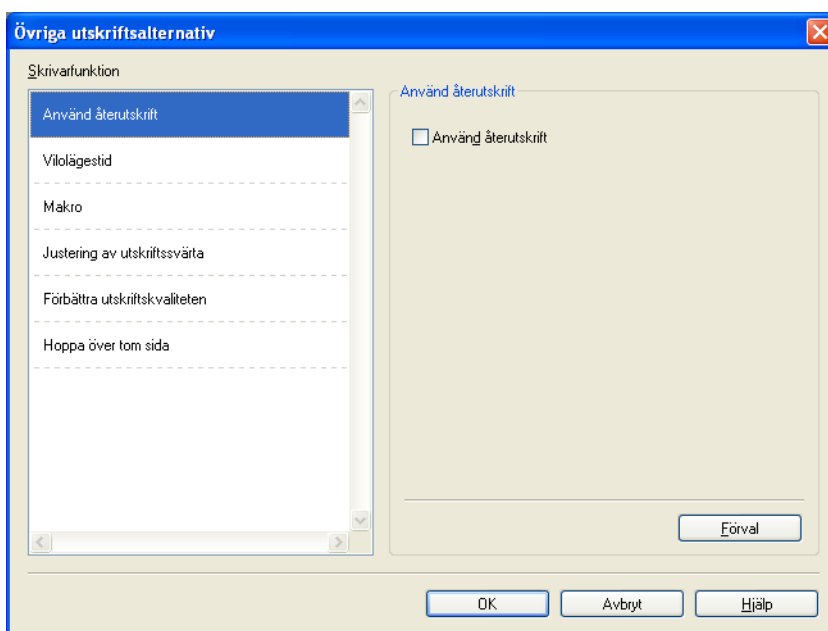 Övriga utskriftsalternativ
Skrivarfunktion
Använd återutskrift
Vilolägestid
Makro
Justering av utskriftssvärta
Förbättra utskriftskvaliteten
Hoppa över tom sida
Använd återutskrift
Använd återutskrift
Förval
OK
Avbryt
Hjälp